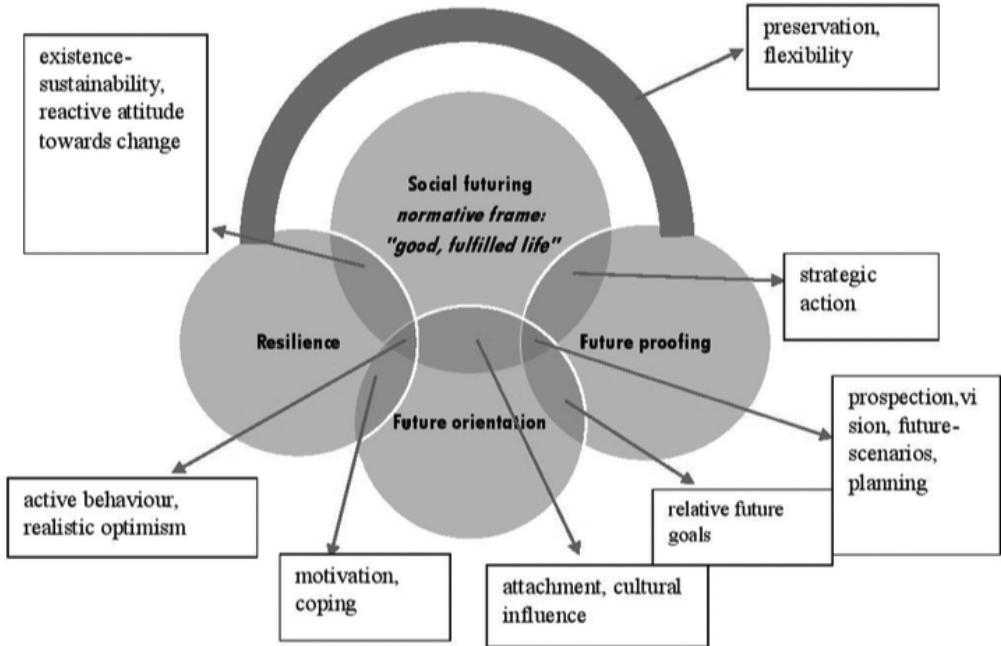 existence-
sustainability,
reactive attitude
towards change
preservation,
flexibility
Social futuring
normative frame:
"good, fulfilled life"
strategic
action
Resilience
Future proofing
Future orientation
prospection,vi
sion, future-
scenarios,
planning
active behaviour,
realistic optimism
relative future
goals
motivation,
coping
attachment, cultural
influence